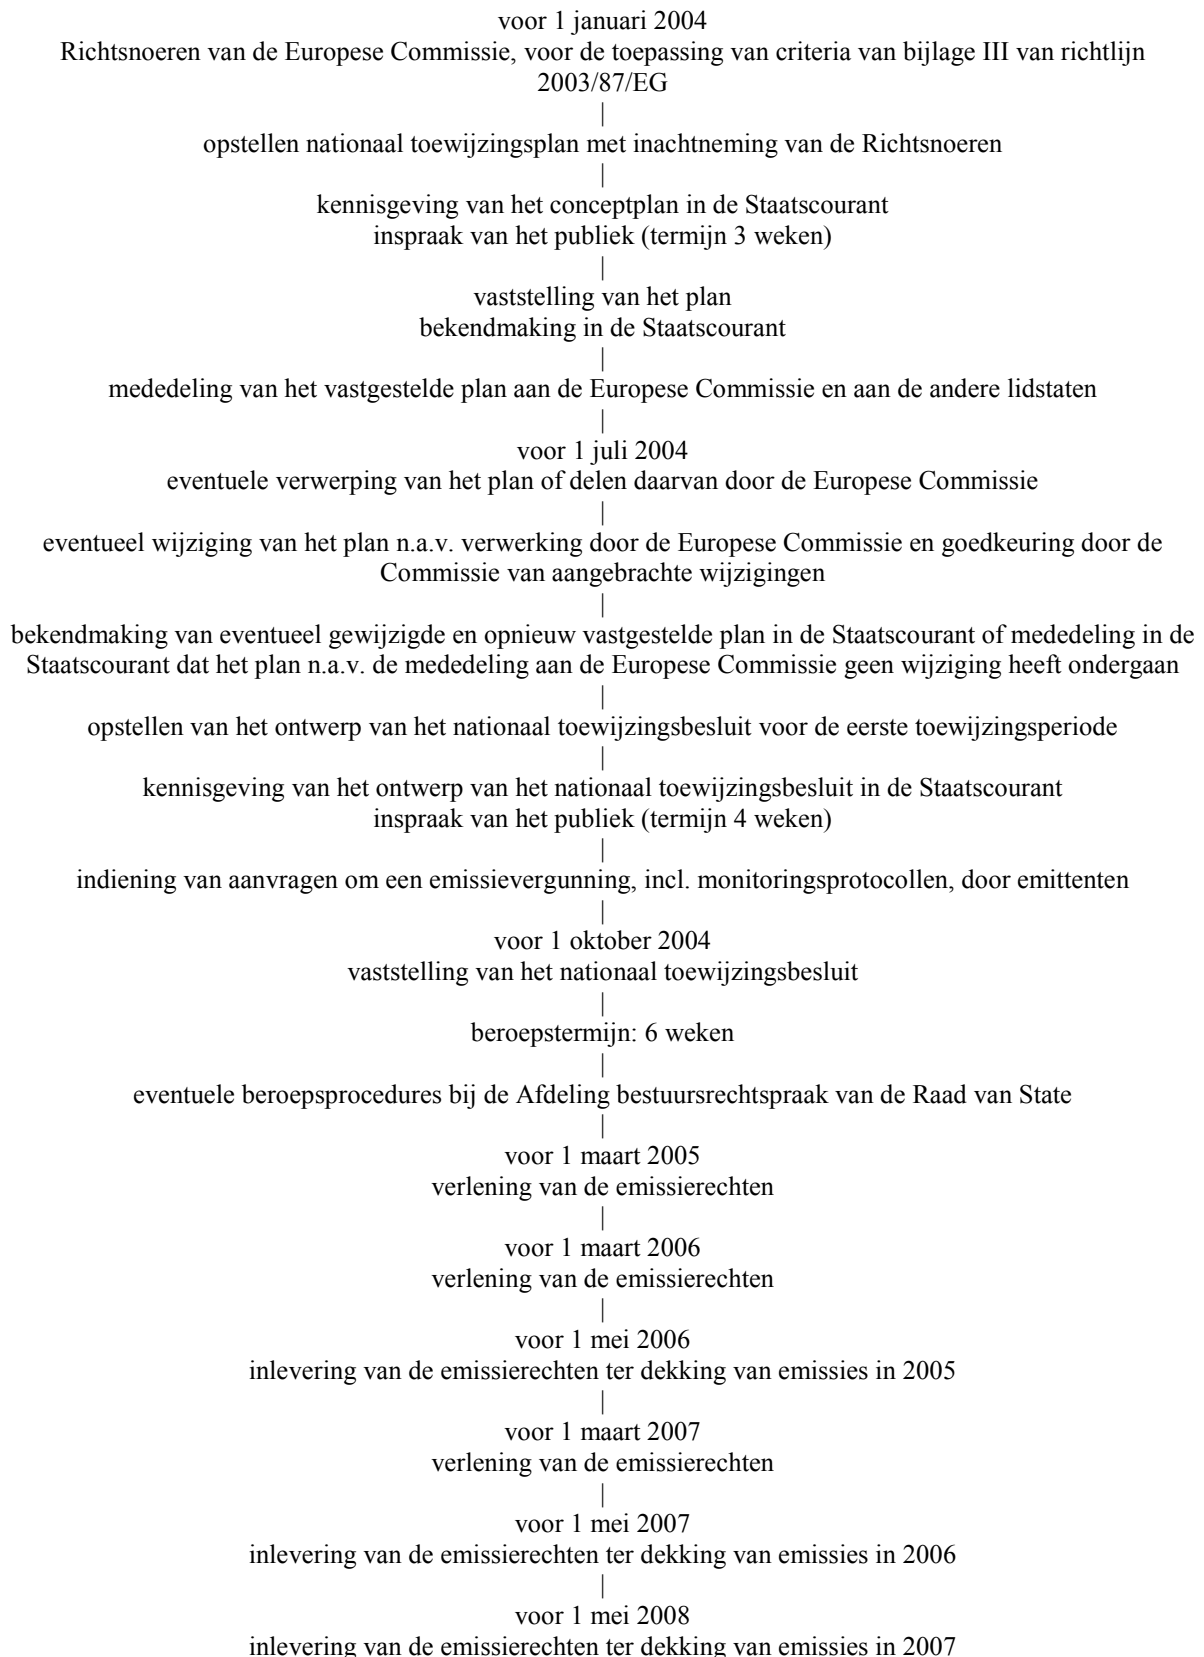 voor 1 januari 2004
Richtsnoeren van de Europese Commissie, voor de toepassing van criteria van bijlage III van richtlijn
2003/87/EG
|
opstellen nationaal toewijzingsplan met inachtneming van de Richtsnoeren
|
kennisgeving van het conceptplan in de Staatscourant
inspraak van het publiek (termijn 3 weken)
|
vaststelling van het plan
bekendmaking in de Staatscourant
|
mededeling van het vastgestelde plan aan de Europese Commissie en aan de andere lidstaten
|
voor 1 juli 2004
eventuele verwerping van het plan of delen daarvan door de Europese Commissie
|
eventueel wijziging van het plan n.a.v. verwerking door de Europese Commissie en goedkeuring door de
Commissie van aangebrachte wijzigingen
|
bekendmaking van eventueel gewijzigde en opnieuw vastgestelde plan in de Staatscourant of mededeling in de
Staatscourant dat het plan n.a.v. de mededeling aan de Europese Commissie geen wijziging heeft ondergaan
|
opstellen van het ontwerp van het nationaal toewijzingsbesluit voor de eerste toewijzingsperiode
|
kennisgeving van het ontwerp van het nationaal toewijzingsbesluit in de Staatscourant
inspraak van het publiek (termijn 4 weken)
|
indiening van aanvragen om een emissievergunning, incl. monitoringsprotocollen, door emittenten
|
voor 1 oktober 2004
vaststelling van het nationaal toewijzingsbesluit
|
beroepstermijn: 6 weken
|
eventuele beroepsprocedures bij de Afdeling bestuursrechtspraak van de Raad van State
|
voor 1 maart 2005
verlening van de emissierechten
|
voor 1 maart 2006
verlening van de emissierechten
|
voor 1 mei 2006
inlevering van de emissierechten ter dekking van emissies in 2005
|
voor 1 maart 2007
verlening van de emissierechten
|
voor 1 mei 2007
inlevering van de emissierechten ter dekking van emissies in 2006
|
voor 1 mei 2008
inlevering van de emissierechten ter dekking van emissies in 2007